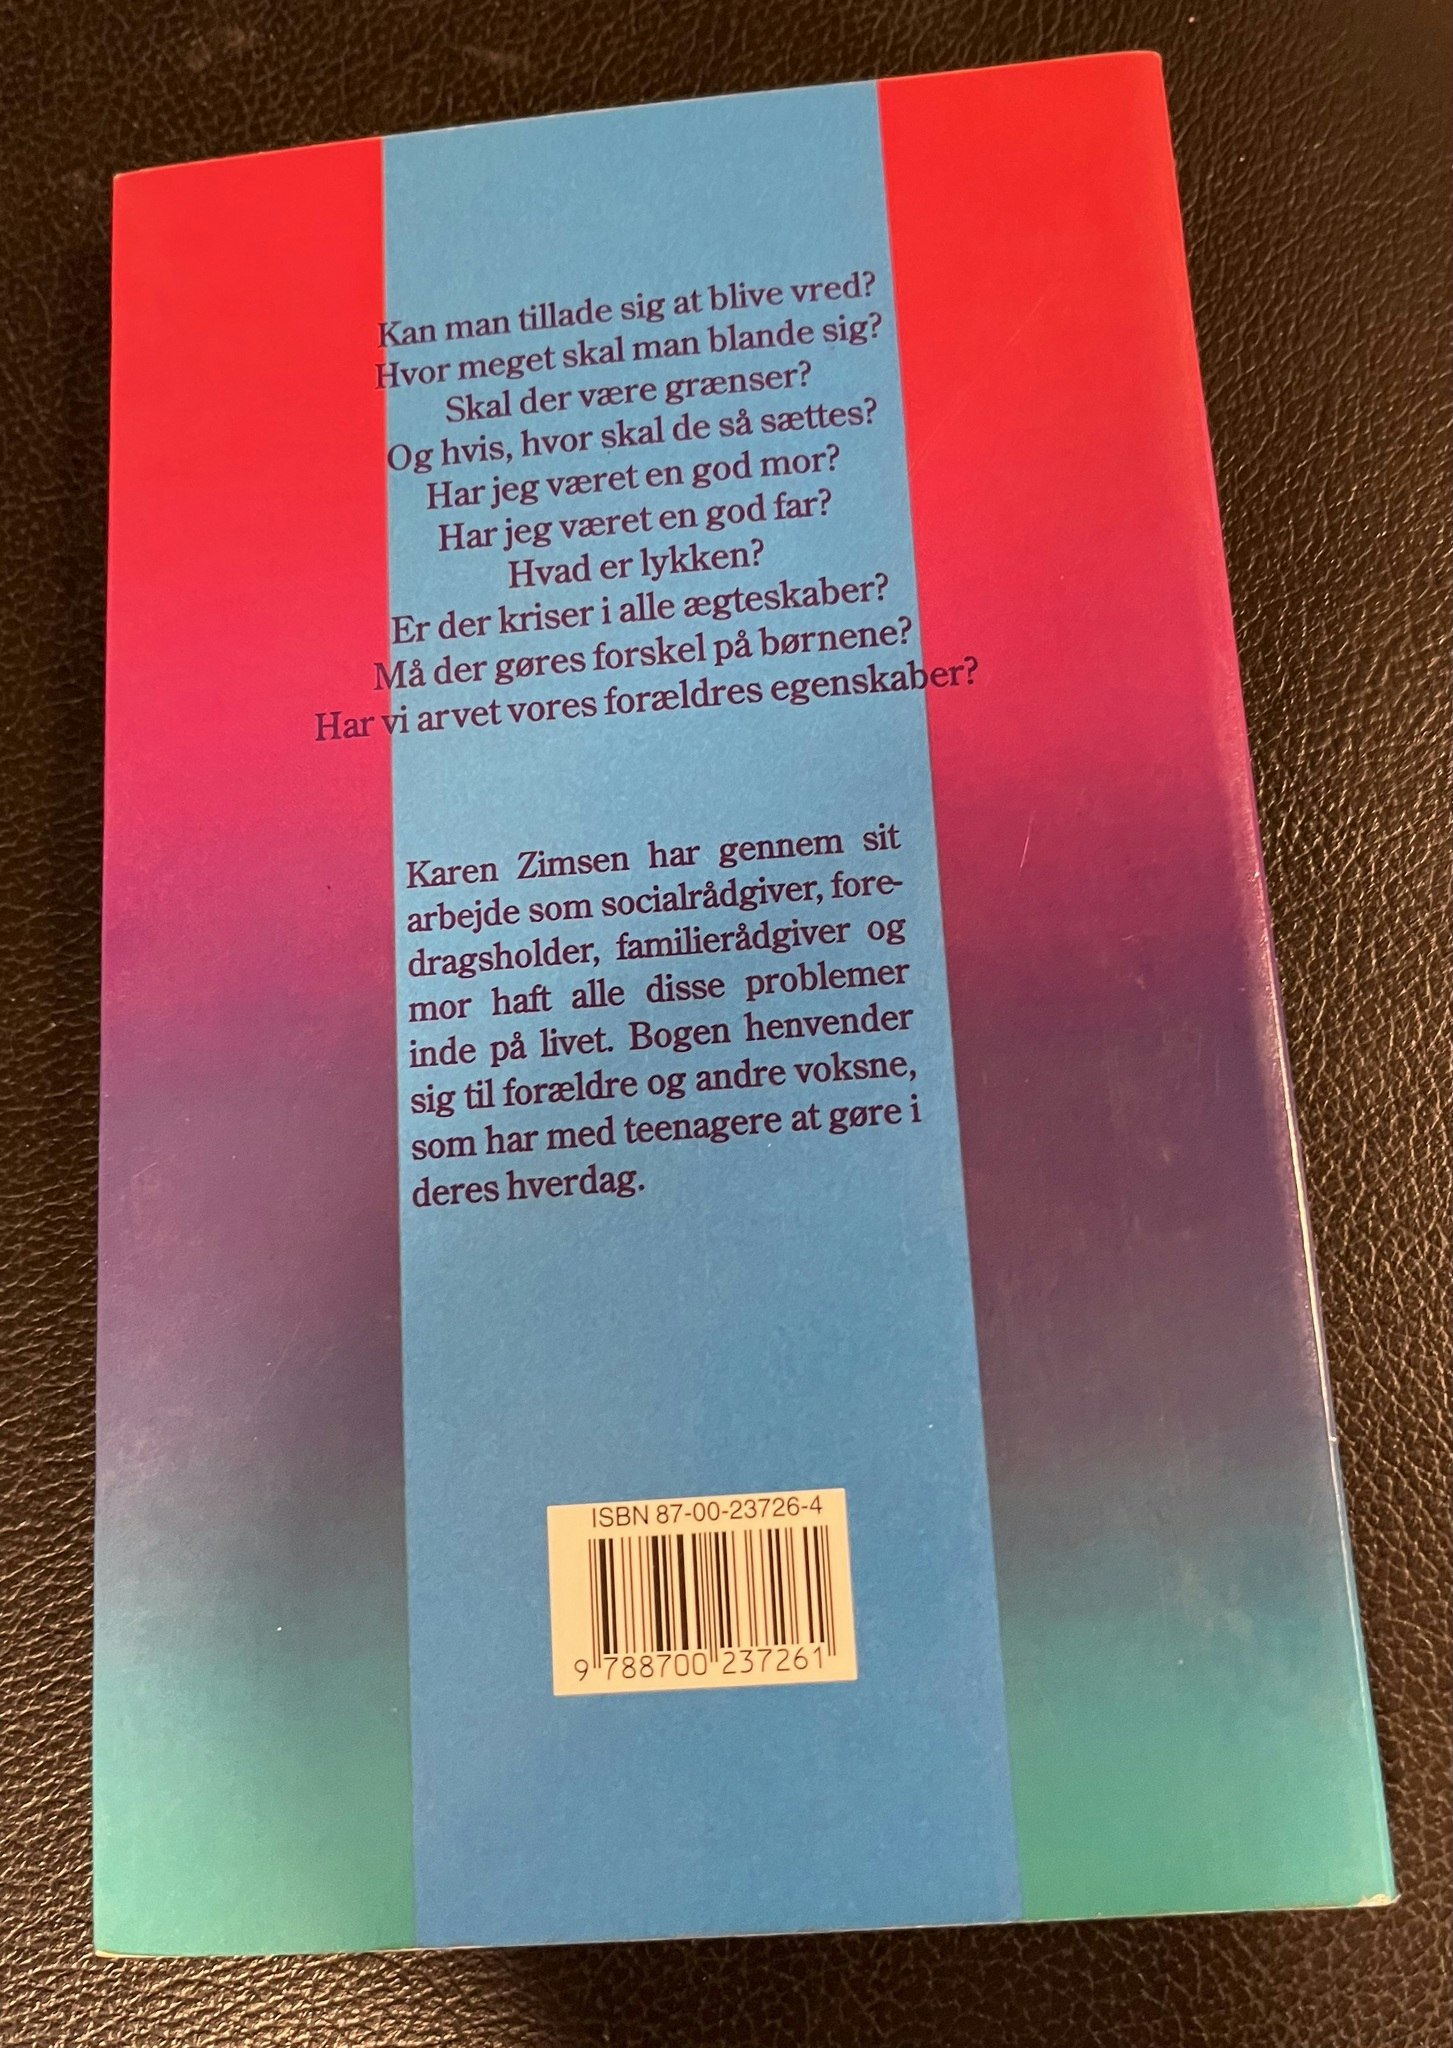 Kan man tillade sig at blive vred?
Hvor meget skal man blande sig?
Skal der være grænser?
Og hvis, hvor skal de så sættes?
Har jeg været en god mor?
Har jeg været en god far?
Hvad er lykken?
Er der kriser i alle ægteskaber?
Må der gøres forskel på børnene?
Har vi arvet vores forældres egenskaber?
Karen Zimsen har gennem sit
arbejde som socialrådgiver, fore-
dragsholder, familierådgiver og
mor haft alle disse problemer
inde på livet. Bogen henvender
sig til forældre og andre voksne,
som har med teenagere at gøre i
deres hverdag.
ISBN 87-00-23726-4
9 788700 237261